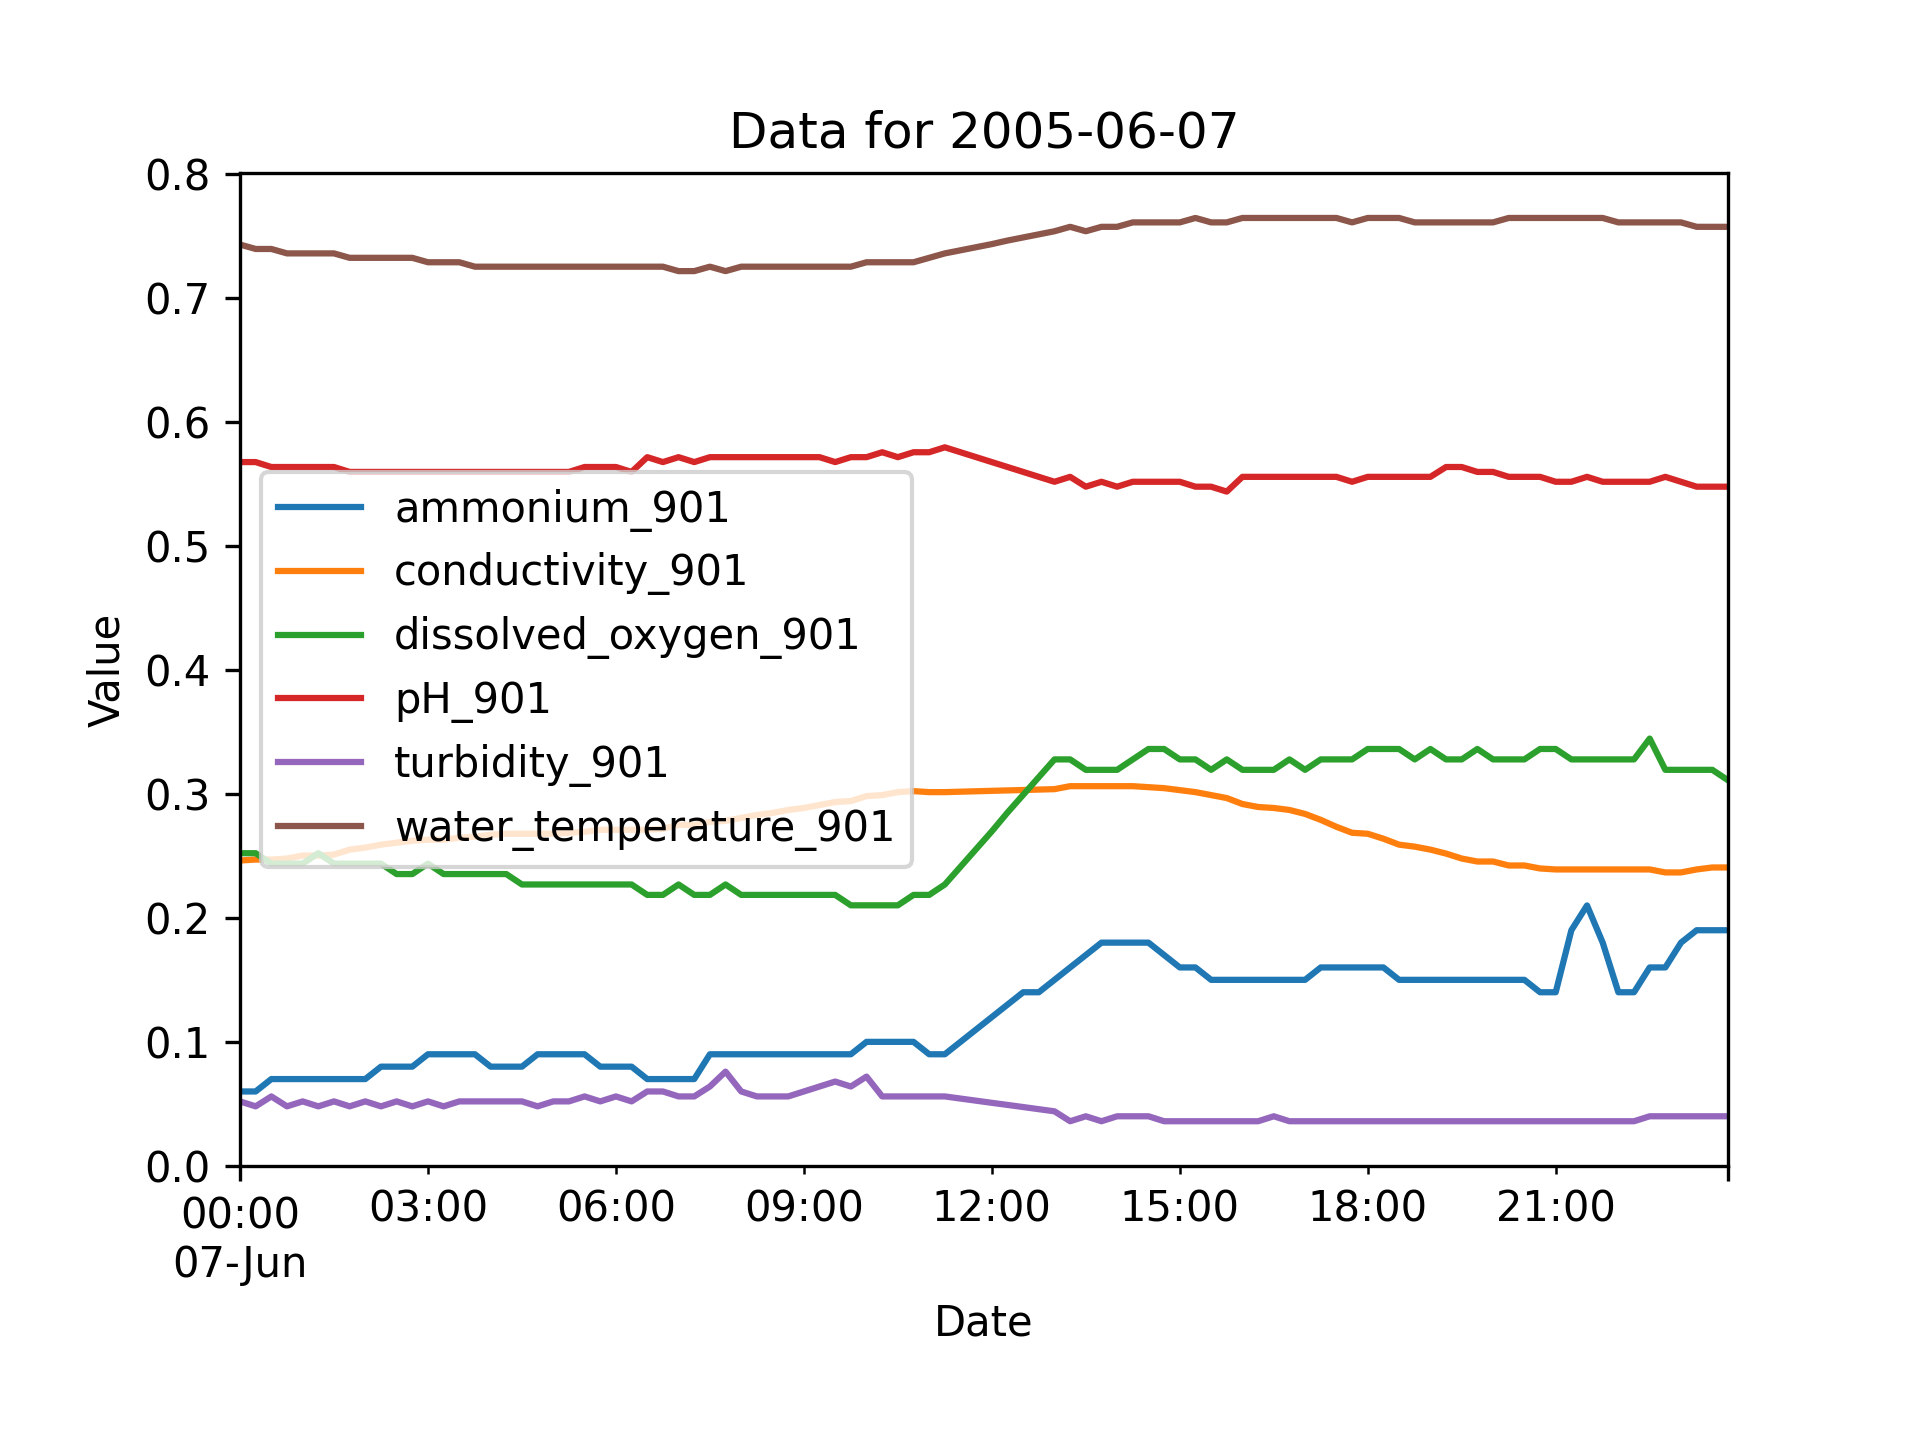 Data for 2005-06-07
0.8
0.7
0.6
0.5
0.4
0.3
0.2
0.1
0.0
Value
ammonium_901
conductivity_901
dissolved_oxygen_901
pH_901
turbidity_901
water_temperature_901
00:00 03:00 06:00 09:00 12:00 15:00 18:00 21:00
07-Jun
Date